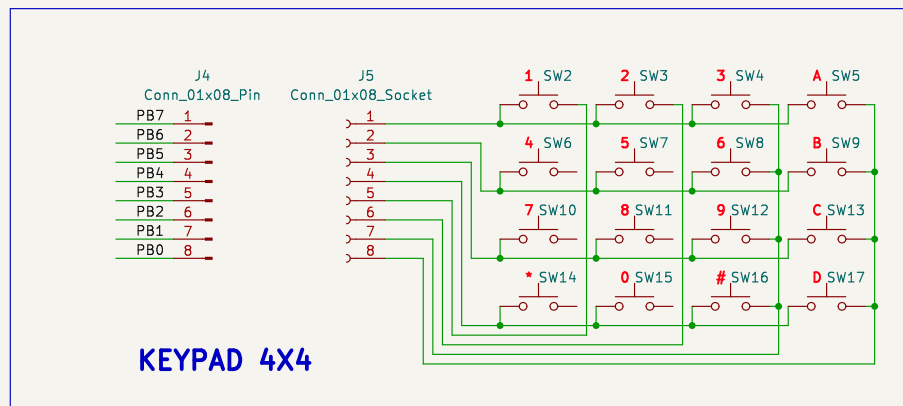 J4
Conn_01x08_Pin
PB7 1
PB6 2
PB5 3
PB4 4
PB3 5
PB2 6
PB1 7
PB0 8
J5
Conn_01x08_Socket
1
2
3
4
5
6
7
8
1 SW2 2 SW3 3 SW4 A SW5
4 SW6 5 SW7 6 SW8 B SW9
7 SW10 8 SW11 9 SW12 C SW13
* SW14 0 SW15 # SW16 D SW17
KEYPAD 4X4